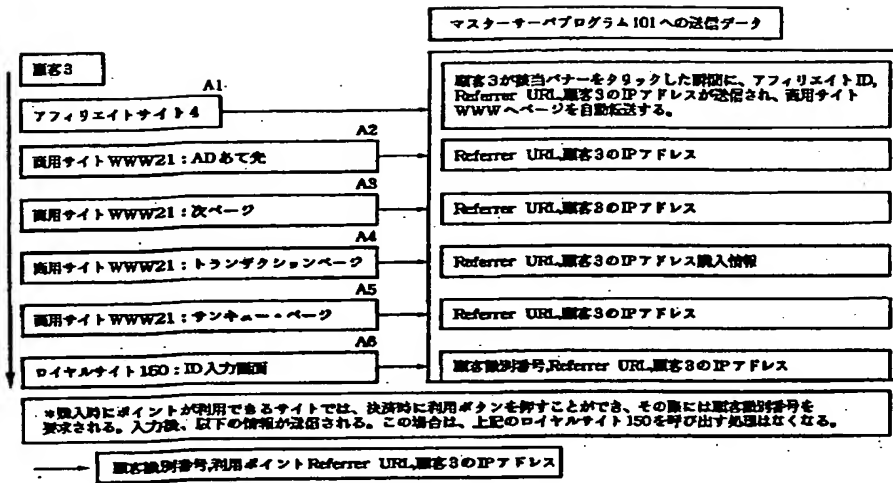 マスターサーバプログラム101への送信データ
顧客3
A1
アフィリエイトサイト4
顧客3が該当バナーをクリックした瞬間に、アフィリエイトID,
Referrer URL,顧客3のIPアドレスが送信され、商用サイト
WWWへページを自動転送する。
A2
商用サイトWWW21：ADあて先
Referrer URL,顧客3のIPアドレス
A3
商用サイトWWW21：次ページ
Referrer URL,顧客3のIPアドレス
A4
商用サイトWWW21：トランザクションページ
Referrer URL,顧客3のIPアドレス購入情報
A5
商用サイトWWW21：サンキュー・ページ
Referrer URL,顧客3のIPアドレス
A6
ロイヤルサイト150：ID入力画面
顧客識別番号,Referrer URL,顧客3のIPアドレス
*購入時にポイントが利用できるサイトでは、決済時に利用ボタンを押すことができ、その際には顧客識別番号を
要求される。入力後、以下の情報が送信される。この場合は、上記のロイヤルサイト150を呼び出す処理はなくなる。
顧客識別番号,利用ポイントReferrer URL,顧客3のIPアドレス